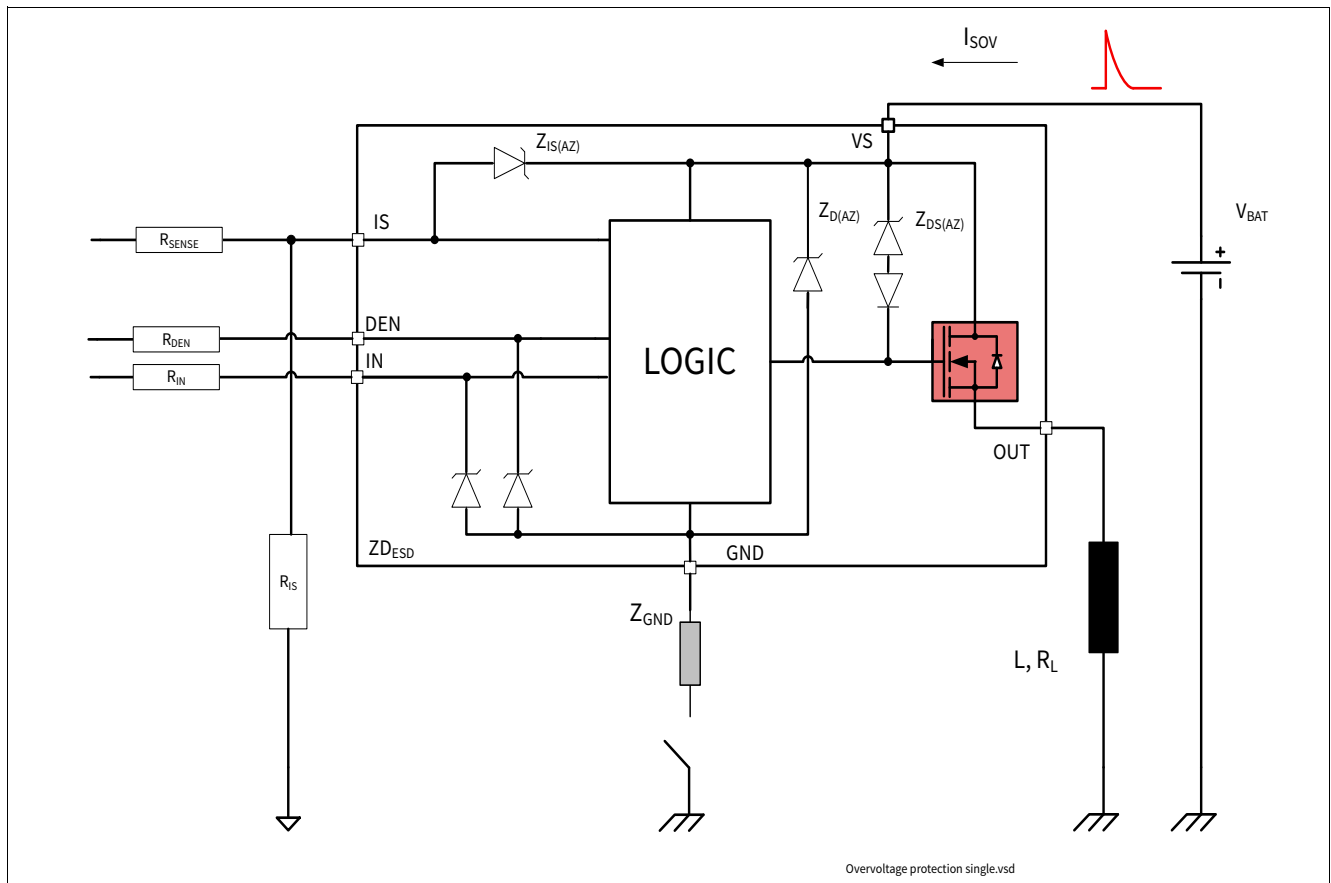 ISOV
ZIS(AZ)
VS
IS
RSENSE
ZD(AZ)
ZDS(AZ)
VBAT
+
DEN
RDEN
IN
RIN
LOGIC
OUT
ZDESD
GND
RIS
ZGND
L, RL
Overvoltage protection single.vsd